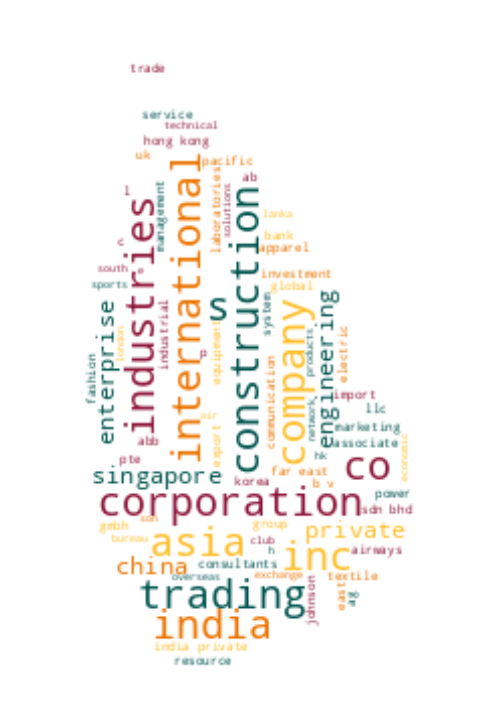 trade
service
technical
hong kong
uk
pacific
ab
l
management
laboratories
solutions
industries
international
construction
lanka
bank
apparel
c
south
e
sports
investment
global
s
system
enterprise
london
industrial
p
equipment
company
engineering
products
electric
fashion
communication
network
import
llc
air
export
abb
marketing
associate
economic
hk
pte
singapore
korea
far east
b v
co
power
corporation
sdn bhd
gmbh
son
bureau
group
private
asia
club
h
inc
airways
china
consultants
overseas
exchange
textile
trading
johnson
east
ag
india
india private
resource